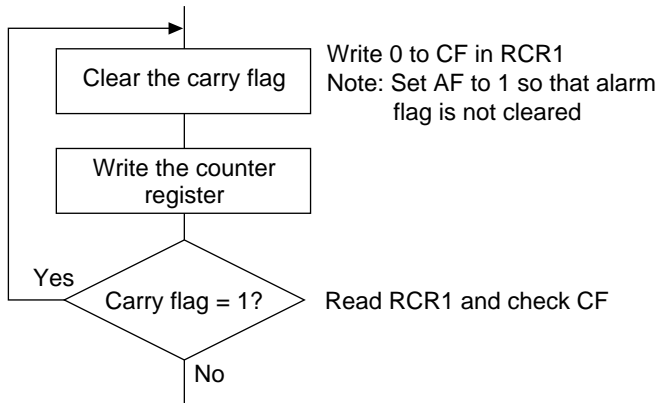 Clear the carry flag
Write 0 to CF in RCR1
Note: Set AF to 1 so that alarm
flag is not cleared
Write the counter
register
Yes
Carry flag = 1?
Read RCR1 and check CF
No